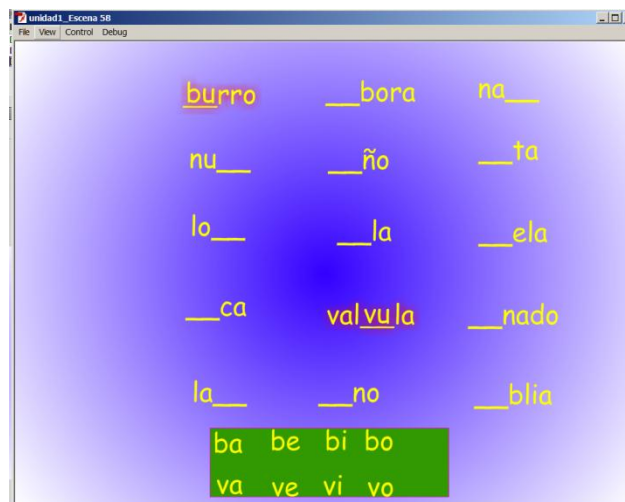 unidad1_Escena 58
File View Control Debug
burro __bora na__
nu__ __ño __ta
lo__ __la __ela
__ca valvula __nado
la__ __no __blia
ba be bi bo
va ve vi vo